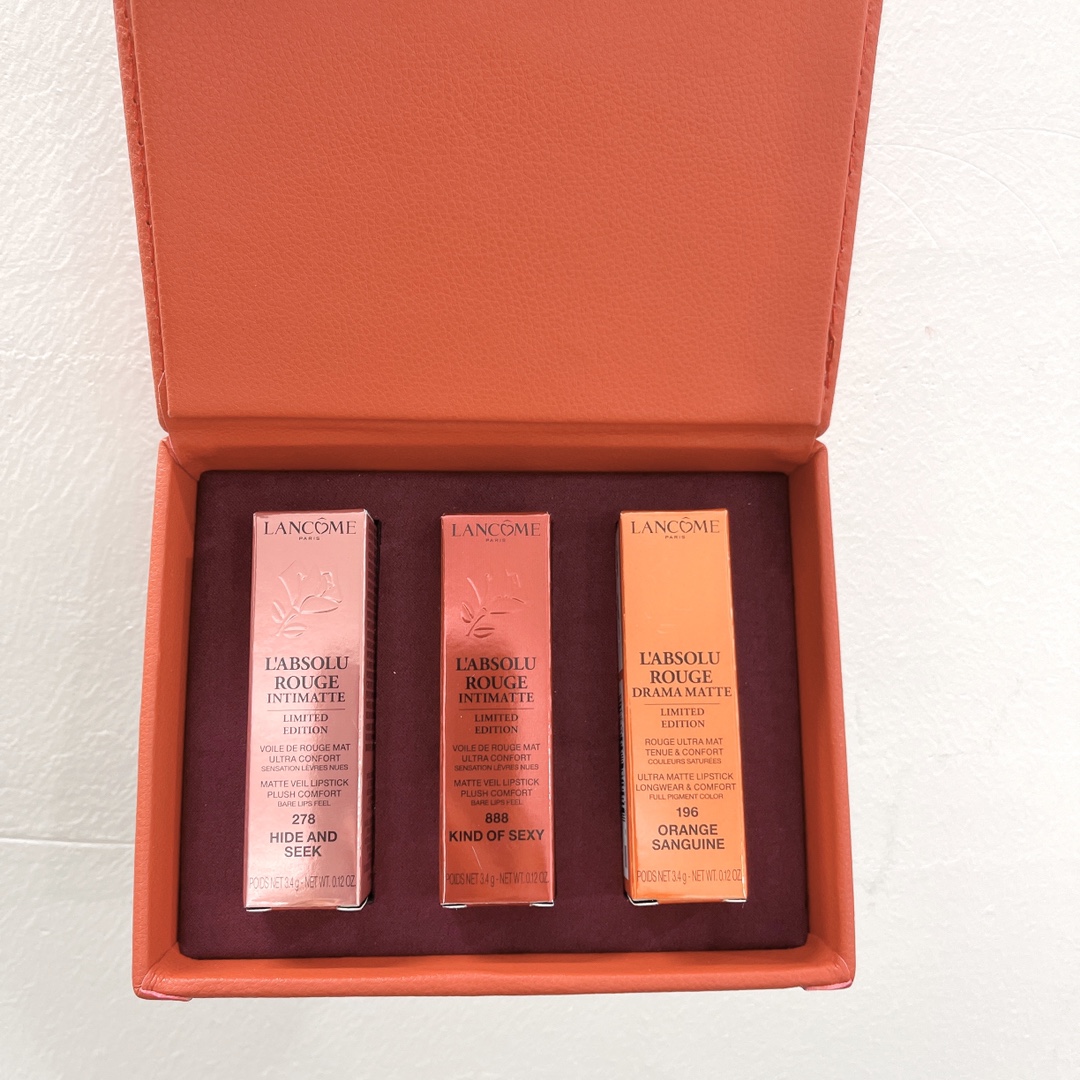 LANCÔME
PARIS
L'ABSOLU
ROUGE
INTIMATTE
LIMITED
EDITION
VOILE DE ROUGE MAT
ULTRA CONFORT
SENSATION LÈVRES NUES
MATTE VEIL LIPSTICK
PLUSH COMFORT
BARE LIPS FEEL
278
HIDE AND
SEEK
POIDS NET 3.4 g - NET WT. 0.12 OZ.
LANCÔME
PARIS
L'ABSOLU
ROUGE
INTIMATTE
LIMITED
EDITION
VOILE DE ROUGE MAT
ULTRA CONFORT
SENSATION LÈVRES NUES
MATTE VEIL LIPSTICK
PLUSH COMFORT
BARE LIPS FEEL
888
KIND OF SEXY
POIDS NET 3.4 g - NET WT. 0.12 OZ.
LANCÔME
PARIS
L'ABSOLU
ROUGE
DRAMA MATTE
LIMITED
EDITION
ROUGE ULTRA MAT
TENUE & CONFORT
COULEURS SATURÉES
ULTRA MATTE LIPSTICK
LONGWEAR & COMFORT
FULL PIGMENT COLOR
196
ORANGE
SANGUINE
POIDS NET 3.4 g - NET WT. 0.12 OZ.